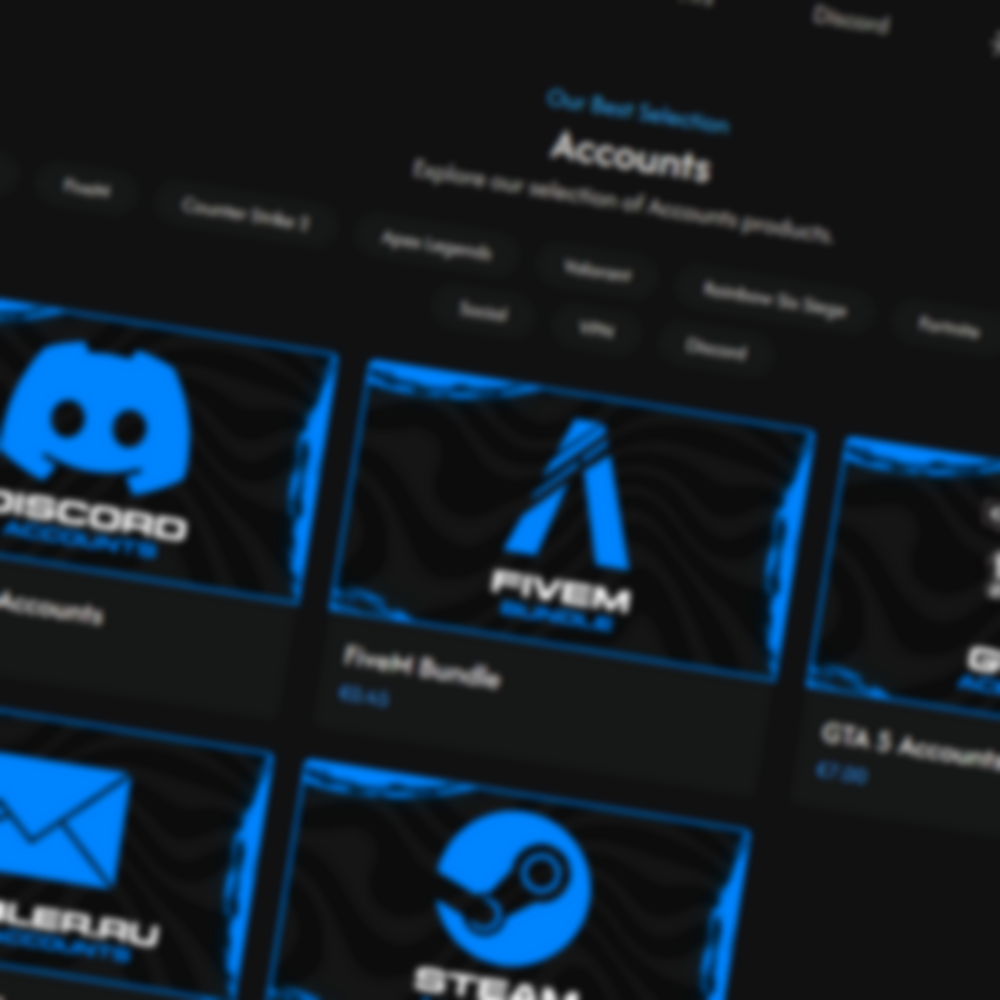 Discord
Our Best Selection
Accounts
Explore our selection of Accounts products.
FiveM
Counter Strike 2
Apex Legends
Valorant
Rainbow Six Siege
Fortnite
Social
VPN
Discord
DISCORD
ACCOUNTS
Accounts
FIVEM
BUNDLE
FiveM Bundle
€0.45
GTA 5 Accounts
€7.00
LER.RU
ACCOUNTS
STEAM